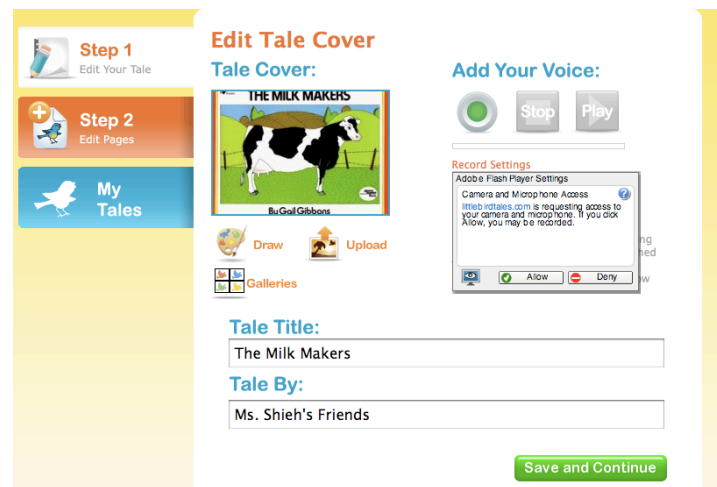 Step 1
Edit Your Tale
Step 2
Edit Pages
My
Tales
Edit Tale Cover
Tale Cover:
THE MILK MAKERS
By Gail Gibbons
Draw
Upload
Galleries
Add Your Voice:
Stop
Play
Record Settings
Adobe Flash Player Settings
Camera and Microphone Access
littlebirdtales.com is requesting access to
your camera and microphone. If you click
Allow, you may be recorded.
Allow
Deny
Tale Title:
The Milk Makers
Tale By:
Ms. Shieh's Friends
Save and Continue